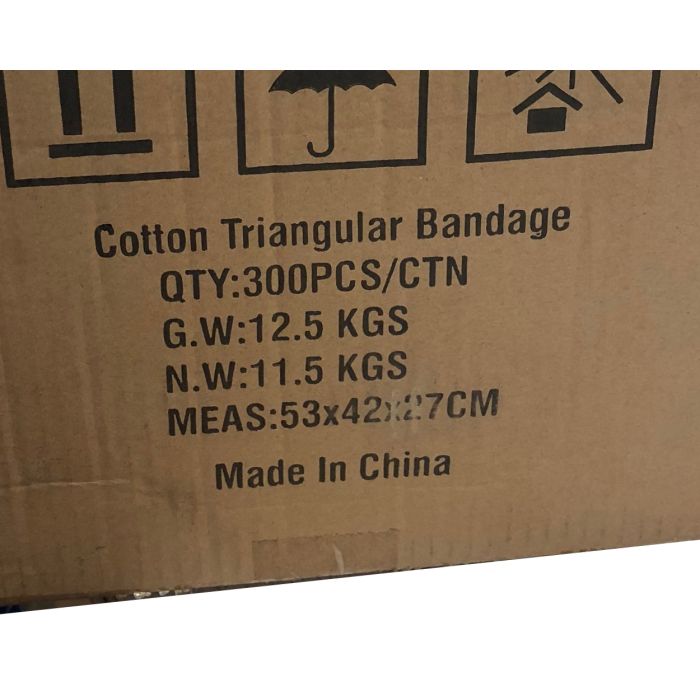 Cotton Triangular Bandage
QTY:300PCS/CTN
G.W:12.5 KGS
N.W:11.5 KGS
MEAS:53x42x27CM
Made In China